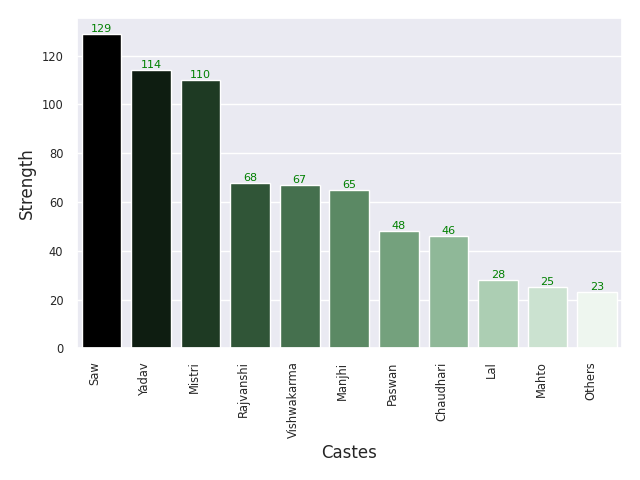 129
114
110
68
67
65
48
46
28
25
23
120
100
80
60
40
20
0
Strength
Saw
Yadav
Mistri
Rajvanshi
Vishwakarma
Manjhi
Paswan
Chaudhari
Lal
Mahto
Others
Castes